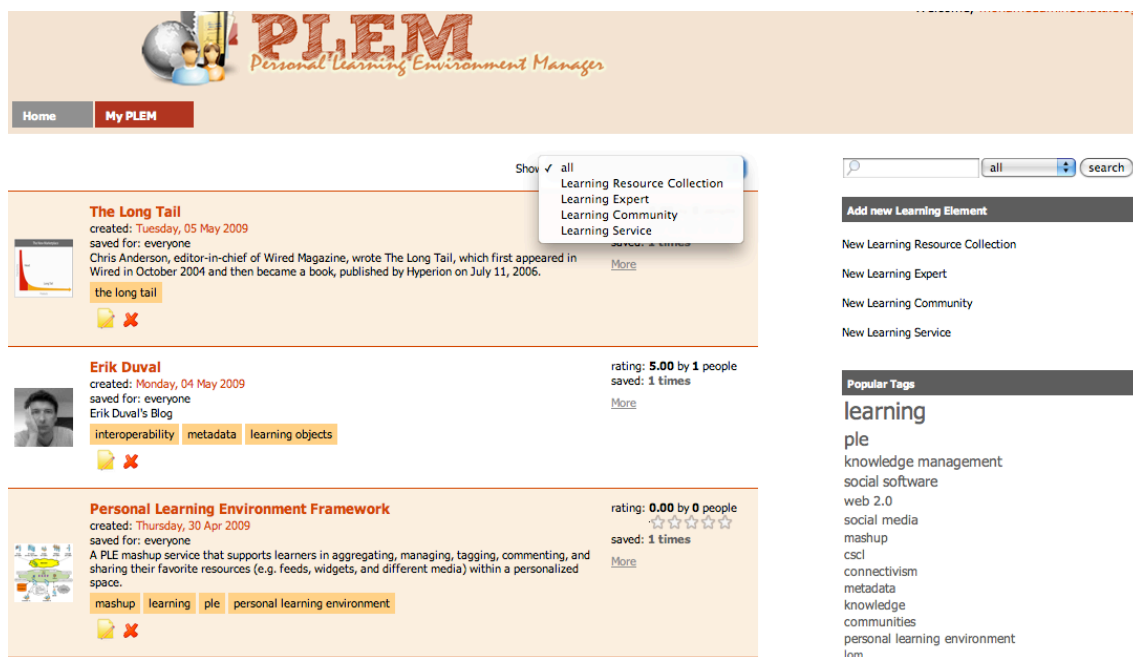 Welcome,
PLEM
Personal Learning Environment Manager
Home
My PLEM
Show
✓ all
Learning Resource Collection
Learning Expert
Learning Community
Learning Service
The Long Tail
created: Tuesday, 05 May 2009
saved for: everyone
Chris Anderson, editor-in-chief of Wired Magazine, wrote The Long Tail, which first appeared in
Wired in October 2004 and then became a book, published by Hyperion on July 11, 2006.
the long tail
saved: 1 times
More
Erik Duval
created: Monday, 04 May 2009
saved for: everyone
Erik Duval's Blog
interoperability metadata learning objects
rating: 5.00 by 1 people
saved: 1 times
More
Personal Learning Environment Framework
created: Thursday, 30 Apr 2009
saved for: everyone
A PLE mashup service that supports learners in aggregating, managing, tagging, commenting, and
sharing their favorite resources (e.g. feeds, widgets, and different media) within a personalized
space.
mashup learning ple personal learning environment
rating: 0.00 by 0 people
saved: 1 times
More
all
search
Add new Learning Element
New Learning Resource Collection
New Learning Expert
New Learning Community
New Learning Service
Popular Tags
learning
ple
knowledge management
social software
web 2.0
social media
mashup
cscl
connectivism
metadata
knowledge
communities
personal learning environment
lom